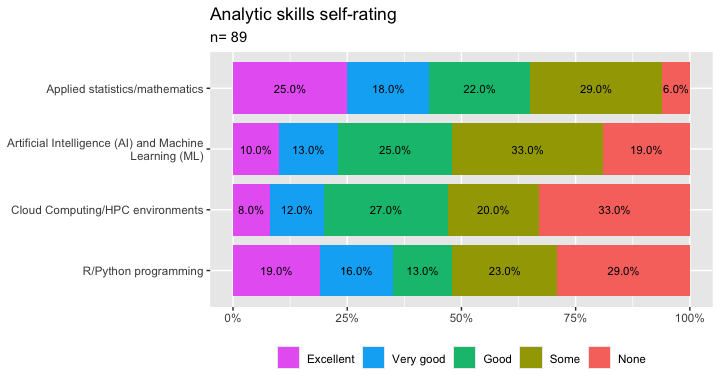 Analytic skills self-rating
n= 89
Applied statistics/mathematics
25.0% 18.0% 22.0% 29.0% 6.0%
Artificial Intelligence (AI) and Machine
Learning (ML)
10.0% 13.0% 25.0% 33.0% 19.0%
Cloud Computing/HPC environments
8.0% 12.0% 27.0% 20.0% 33.0%
R/Python programming
19.0% 16.0% 13.0% 23.0% 29.0%
0% 25% 50% 75% 100%
Excellent Very good Good Some None